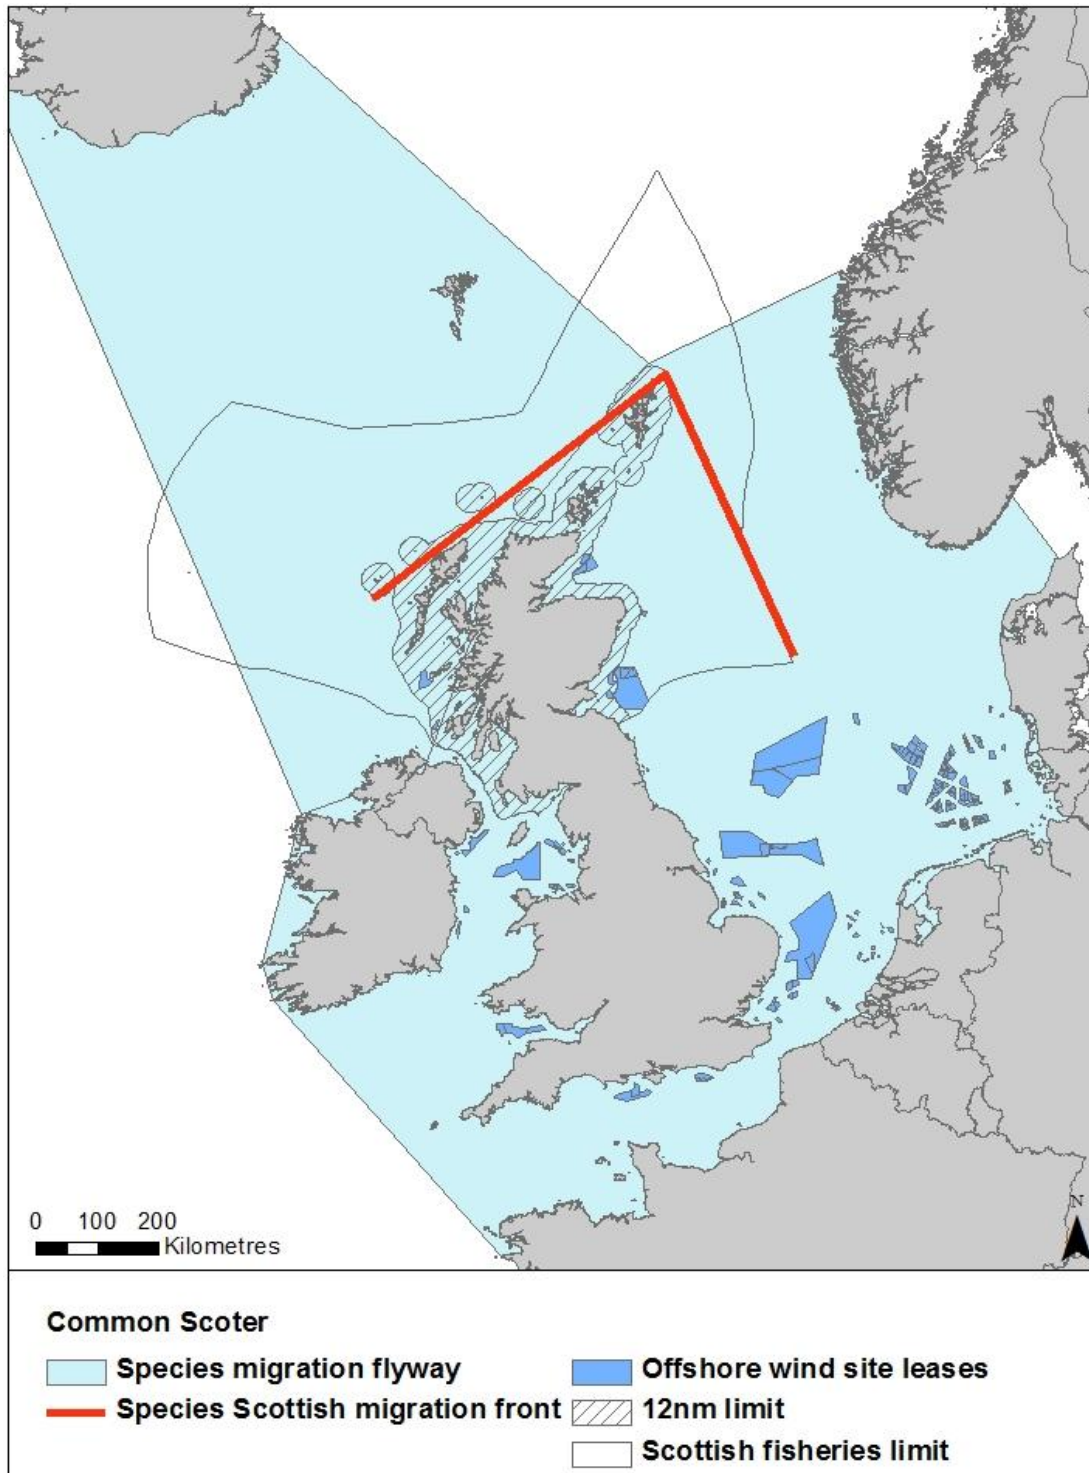 N
0 100 200
Kilometres
Common Scoter
Species migration flyway
Offshore wind site leases
Species Scottish migration front
12nm limit
Scottish fisheries limit